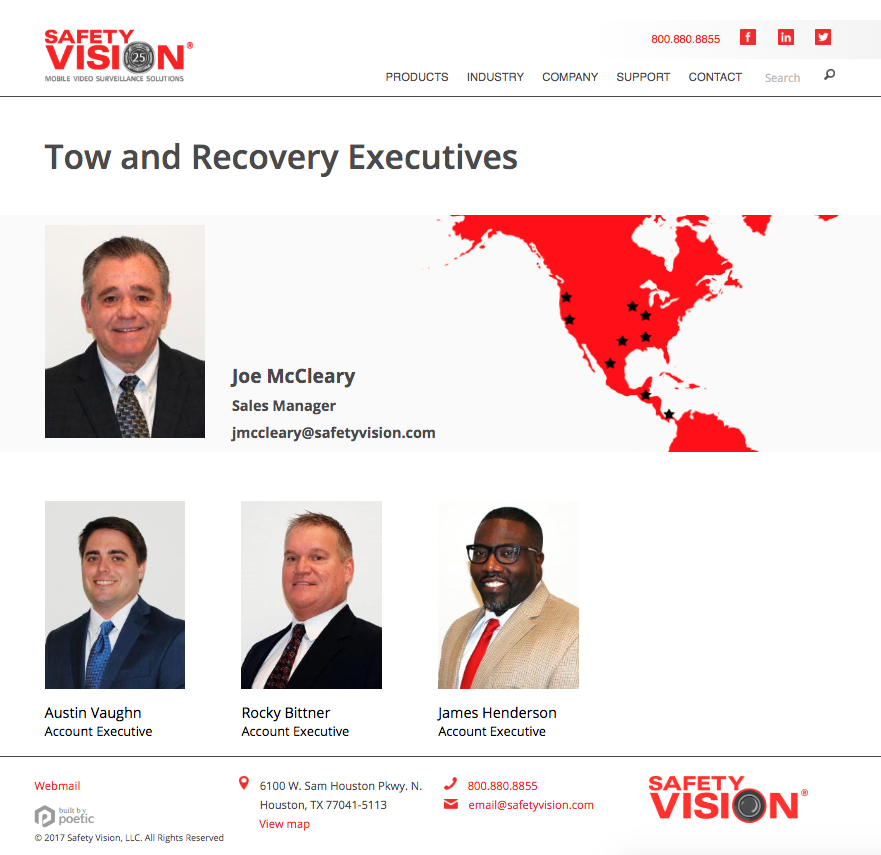 SAFETY
VISION®
25
MOBILE VIDEO SURVEILLANCE SOLUTIONS
800.880.8855
PRODUCTS INDUSTRY COMPANY SUPPORT CONTACT Search
Tow and Recovery Executives
Joe McCleary
Sales Manager
jmccleary@safetyvision.com
Austin Vaughn
Account Executive
Rocky Bittner
Account Executive
James Henderson
Account Executive
Webmail
built by
poetic
© 2017 Safety Vision, LLC. All Rights Reserved
6100 W. Sam Houston Pkwy. N.
Houston, TX 77041-5113
View map
800.880.8855
email@safetyvision.com
SAFETY
VISION®